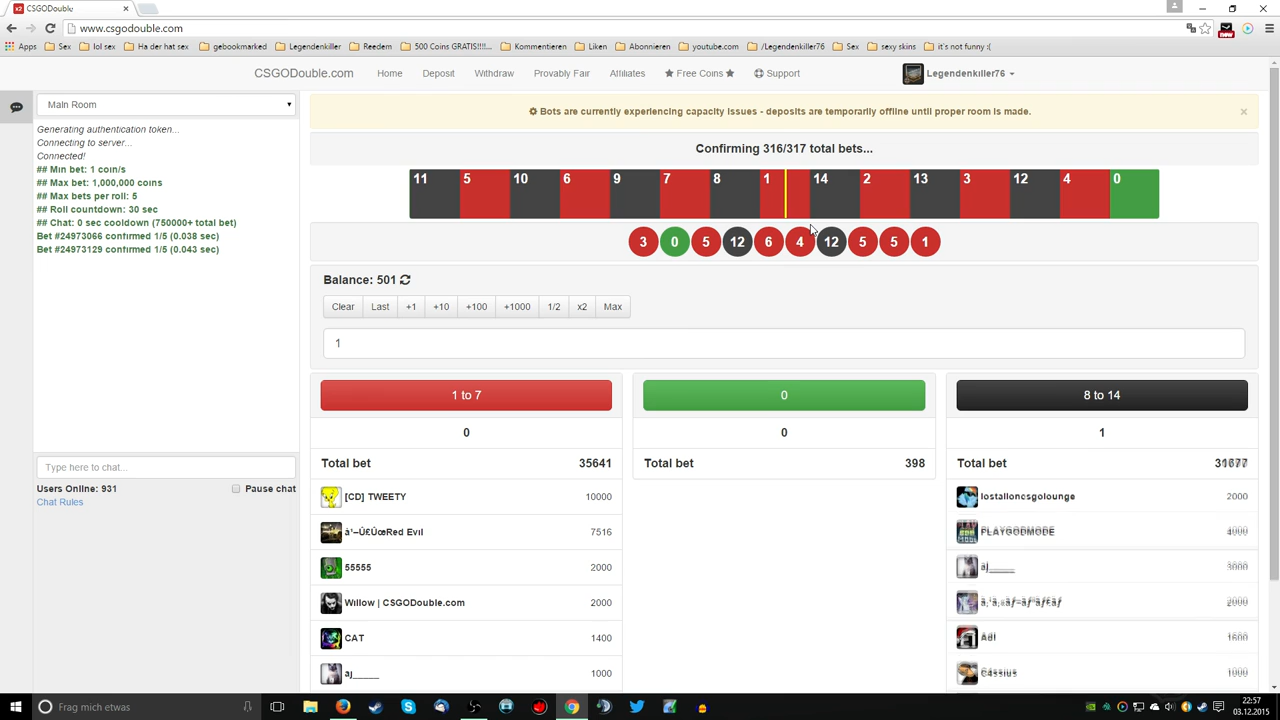 CSGODouble
www.csgodouble.com
Apps Sex lol sex Ha der hat sex gebookmarked Legendenkiller Reedem 500 Coins GRATIS!!!!... Kommentieren Liken Abonnieren youtube.com /Legendenkiller76 Sex sexy skins it's not funny :(
CSGODouble.com Home Deposit Withdraw Provably Fair Affiliates Free Coins Support Legendenkiller76
Main Room
Bots are currently experiencing capacity issues - deposits are temporarily offline until proper room is made. ×
Generating authentication token...
Connecting to server...
Connected!
## Min bet: 1 coin/s
## Max bet: 1,000,000 coins
## Max bets per roll: 5
## Roll countdown: 30 sec
## Chat: 0 sec cooldown (750000+ total bet)
Bet #24973066 confirmed 1/5 (0.038 sec)
Bet #24973129 confirmed 1/5 (0.043 sec)
Confirming 316/317 total bets...
11 5 10 6 9 7 8 1 14 2 13 3 12 4 0
3 0 5 12 6 4 12 5 5 1
Balance: 501
Clear Last +1 +10 +100 +1000 1/2 x2 Max
1
1 to 7 0 8 to 14
0 0 1
Total bet 35641 Total bet 398 Total bet
Type here to chat...
Users Online: 931 Pause chat
Chat Rules
[CD] TWEETY 10000
Red Evil 7516
55555 2000
Willow | CSGODouble.com 2000
CAT 1400
aj_____ 1000
lostalloncsgolounge 2000
PLAYGODMODE 4000
aj_____ 3000
2000
Adi 1600
C4ssius 1000
Frag mich etwas
22:57
03.12.2015